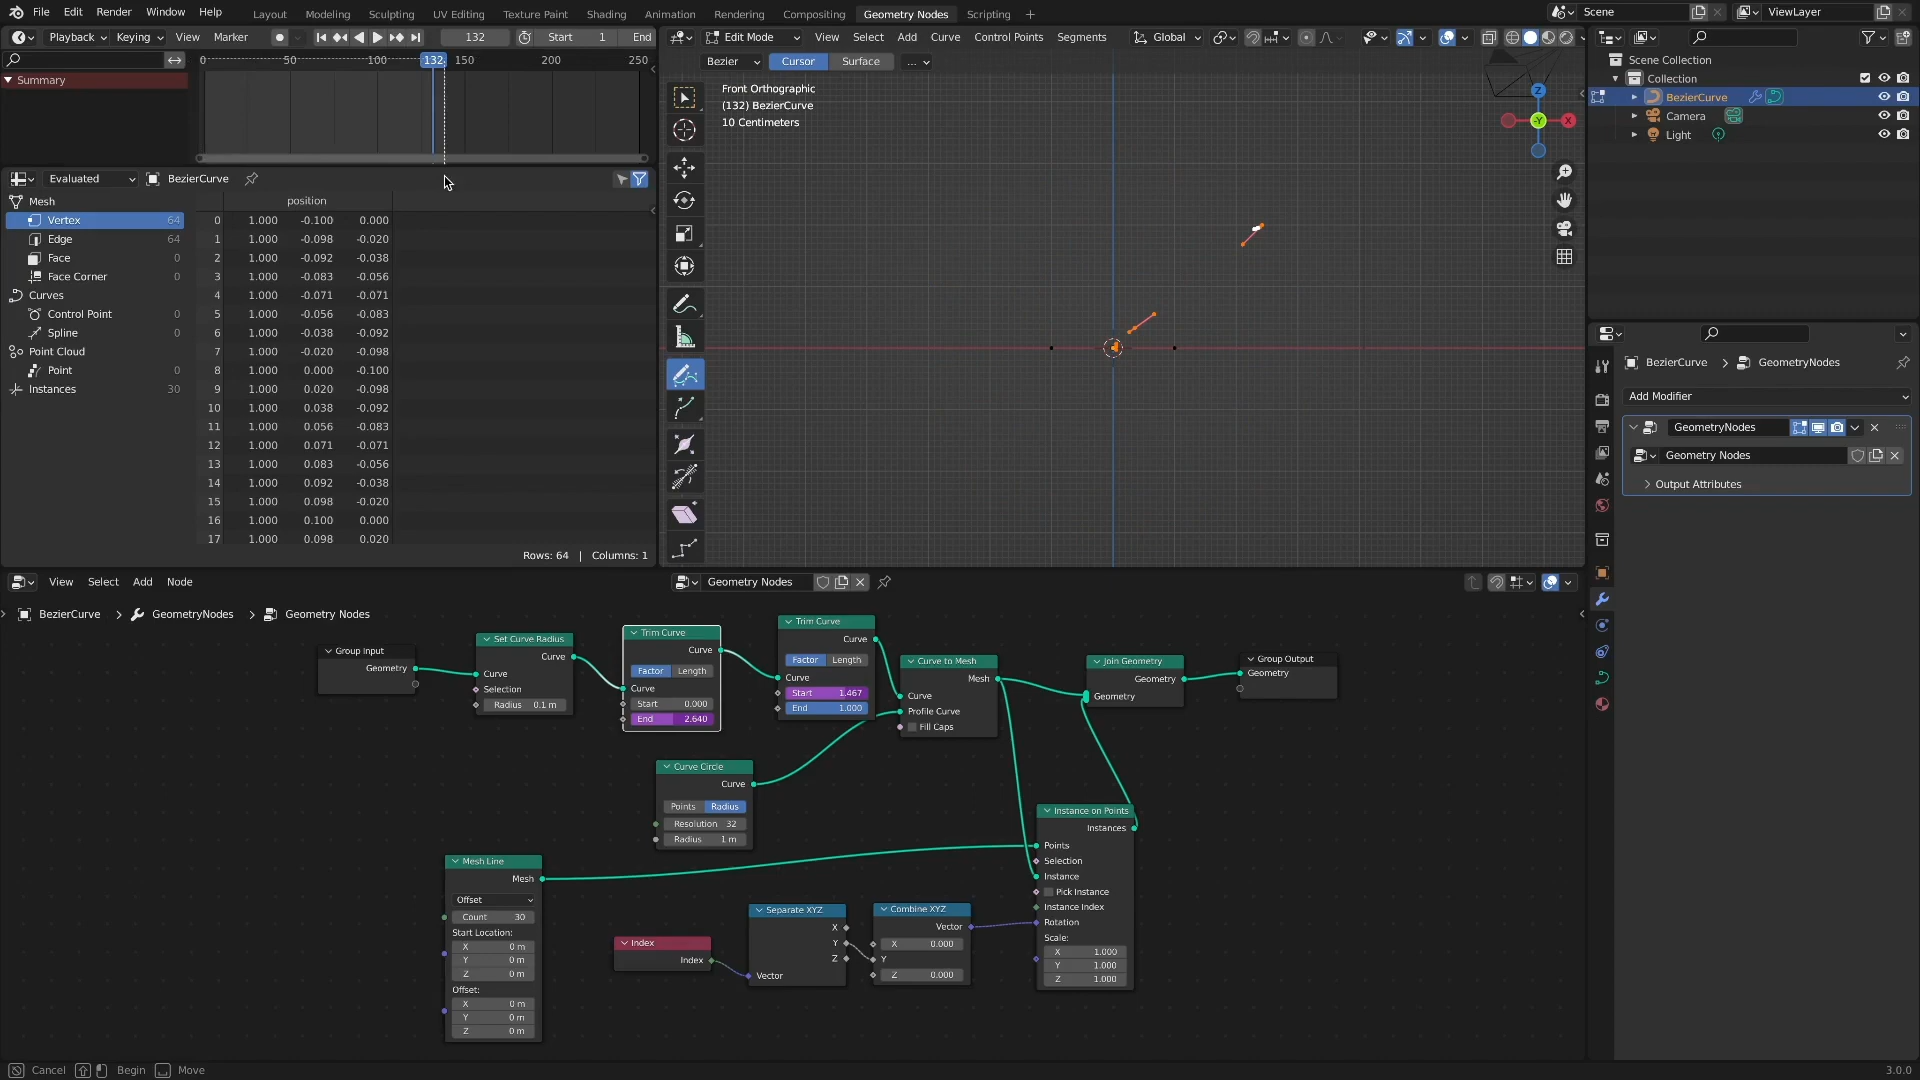 File Edit Render Window Help
Layout Modeling Sculpting UV Editing Texture Paint Shading Animation Rendering Compositing Geometry Nodes Scripting +
Scene
ViewLayer
Playback Keying View Marker
132
Start 1
End
Edit Mode View Select Add Curve Control Points Segments
Global
0 50 100 132 150 200 250
Summary
Bezier Cursor Surface ...
Front Orthographic
(132) BezierCurve
10 Centimeters
Z
-Y
X
Scene Collection
Collection
BezierCurve
Camera
Light
Evaluated BezierCurve
Mesh
Vertex 64
Edge 64
Face 0
Face Corner 0
Curves
Control Point 0
Spline 0
Point Cloud
Point 0
Instances 30
position
0 1.000 -0.100 0.000
1 1.000 -0.098 -0.020
2 1.000 -0.092 -0.038
3 1.000 -0.083 -0.056
4 1.000 -0.071 -0.071
5 1.000 -0.056 -0.083
6 1.000 -0.038 -0.092
7 1.000 -0.020 -0.098
8 1.000 0.000 -0.100
9 1.000 0.020 -0.098
10 1.000 0.038 -0.092
11 1.000 0.056 -0.083
12 1.000 0.071 -0.071
13 1.000 0.083 -0.056
14 1.000 0.092 -0.038
15 1.000 0.098 -0.020
16 1.000 0.100 0.000
17 1.000 0.098 0.020
Rows: 64 | Columns: 1
BezierCurve > GeometryNodes
Add Modifier
GeometryNodes
Geometry Nodes
Output Attributes
View Select Add Node
Geometry Nodes
BezierCurve > GeometryNodes > Geometry Nodes
Group Input
Geometry
Set Curve Radius
Curve
Curve
Selection
Radius 0.1 m
Trim Curve
Curve
Factor Length
Curve
Start 0.000
End 2.640
Trim Curve
Curve
Factor Length
Curve
Start 1.467
End 1.000
Curve to Mesh
Mesh
Curve
Profile Curve
Fill Caps
Join Geometry
Geometry
Geometry
Group Output
Geometry
Curve Circle
Curve
Points Radius
Resolution 32
Radius 1 m
Mesh Line
Mesh
Offset
Count 30
Start Location:
X 0 m
Y 0 m
Z 0 m
Offset:
X 0 m
Y 0 m
Z 0 m
Index
Index
Separate XYZ
X
Y
Z
Vector
Combine XYZ
Vector
X 0.000
Y
Z 0.000
Instance on Points
Instances
Points
Selection
Instance
Pick Instance
Instance Index
Rotation
Scale:
X 1.000
Y 1.000
Z 1.000
Cancel Begin Move
3.0.0